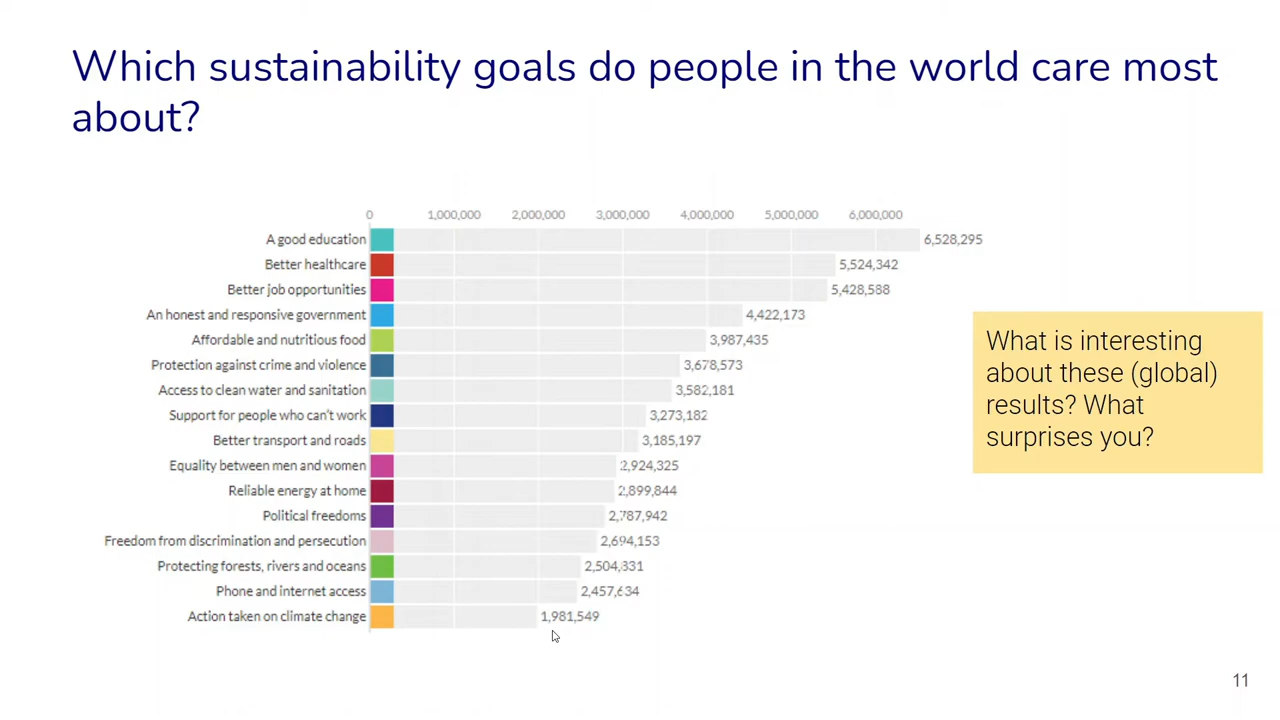 Which sustainability goals do people in the world care most
about?
0 1,000,000 2,000,000 3,000,000 4,000,000 5,000,000 6,000,000
A good education 6,528,295
Better healthcare 5,524,342
Better job opportunities 5,428,588
An honest and responsive government 4,422,173
Affordable and nutritious food 3,987,435
Protection against crime and violence 3,678,573
Access to clean water and sanitation 3,582,181
Support for people who can't work 3,273,182
Better transport and roads 3,185,197
Equality between men and women 2,924,325
Reliable energy at home 2,899,844
Political freedoms 2,787,942
Freedom from discrimination and persecution 2,694,153
Protecting forests, rivers and oceans 2,504,331
Phone and internet access 2,457,634
Action taken on climate change 1,981,549
What is interesting
about these (global)
results? What
surprises you?
11